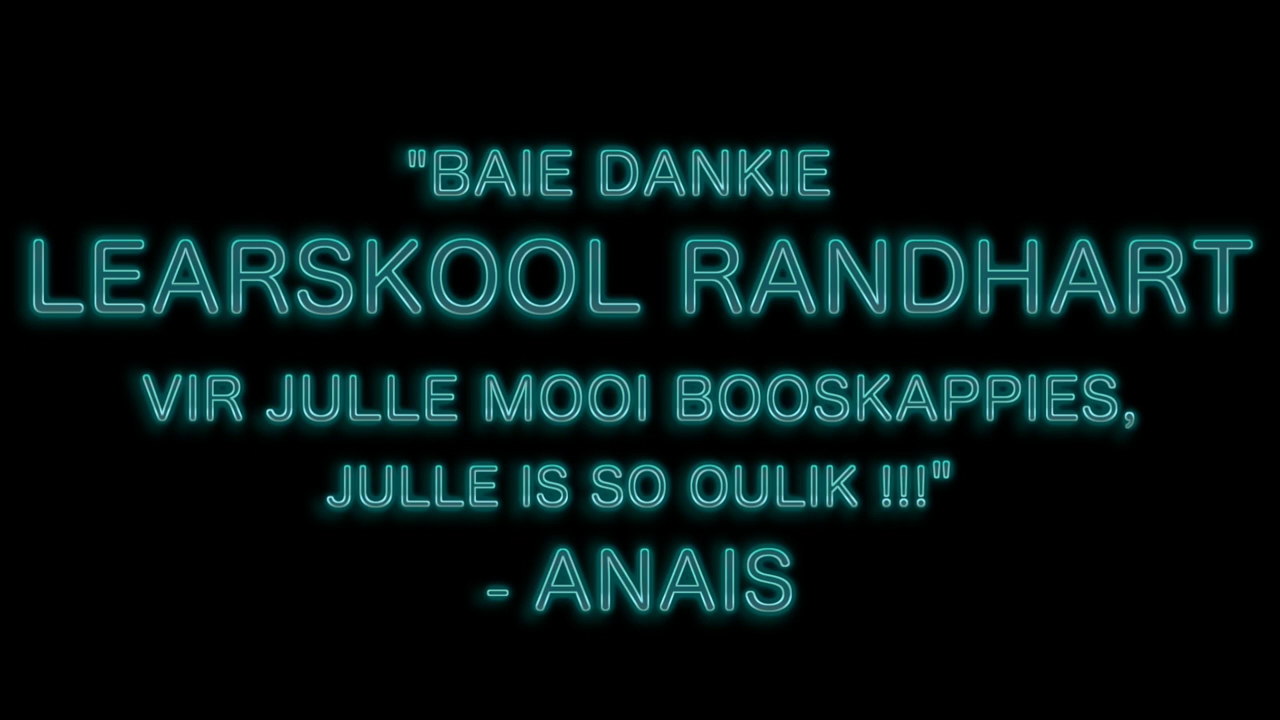 "BAIE DANKIE
LEARSKOOL RANDHART
VIR JULLE MOOI BOOSKAPPIES,
JULLE IS SO OULIK !!!"
- ANAIS